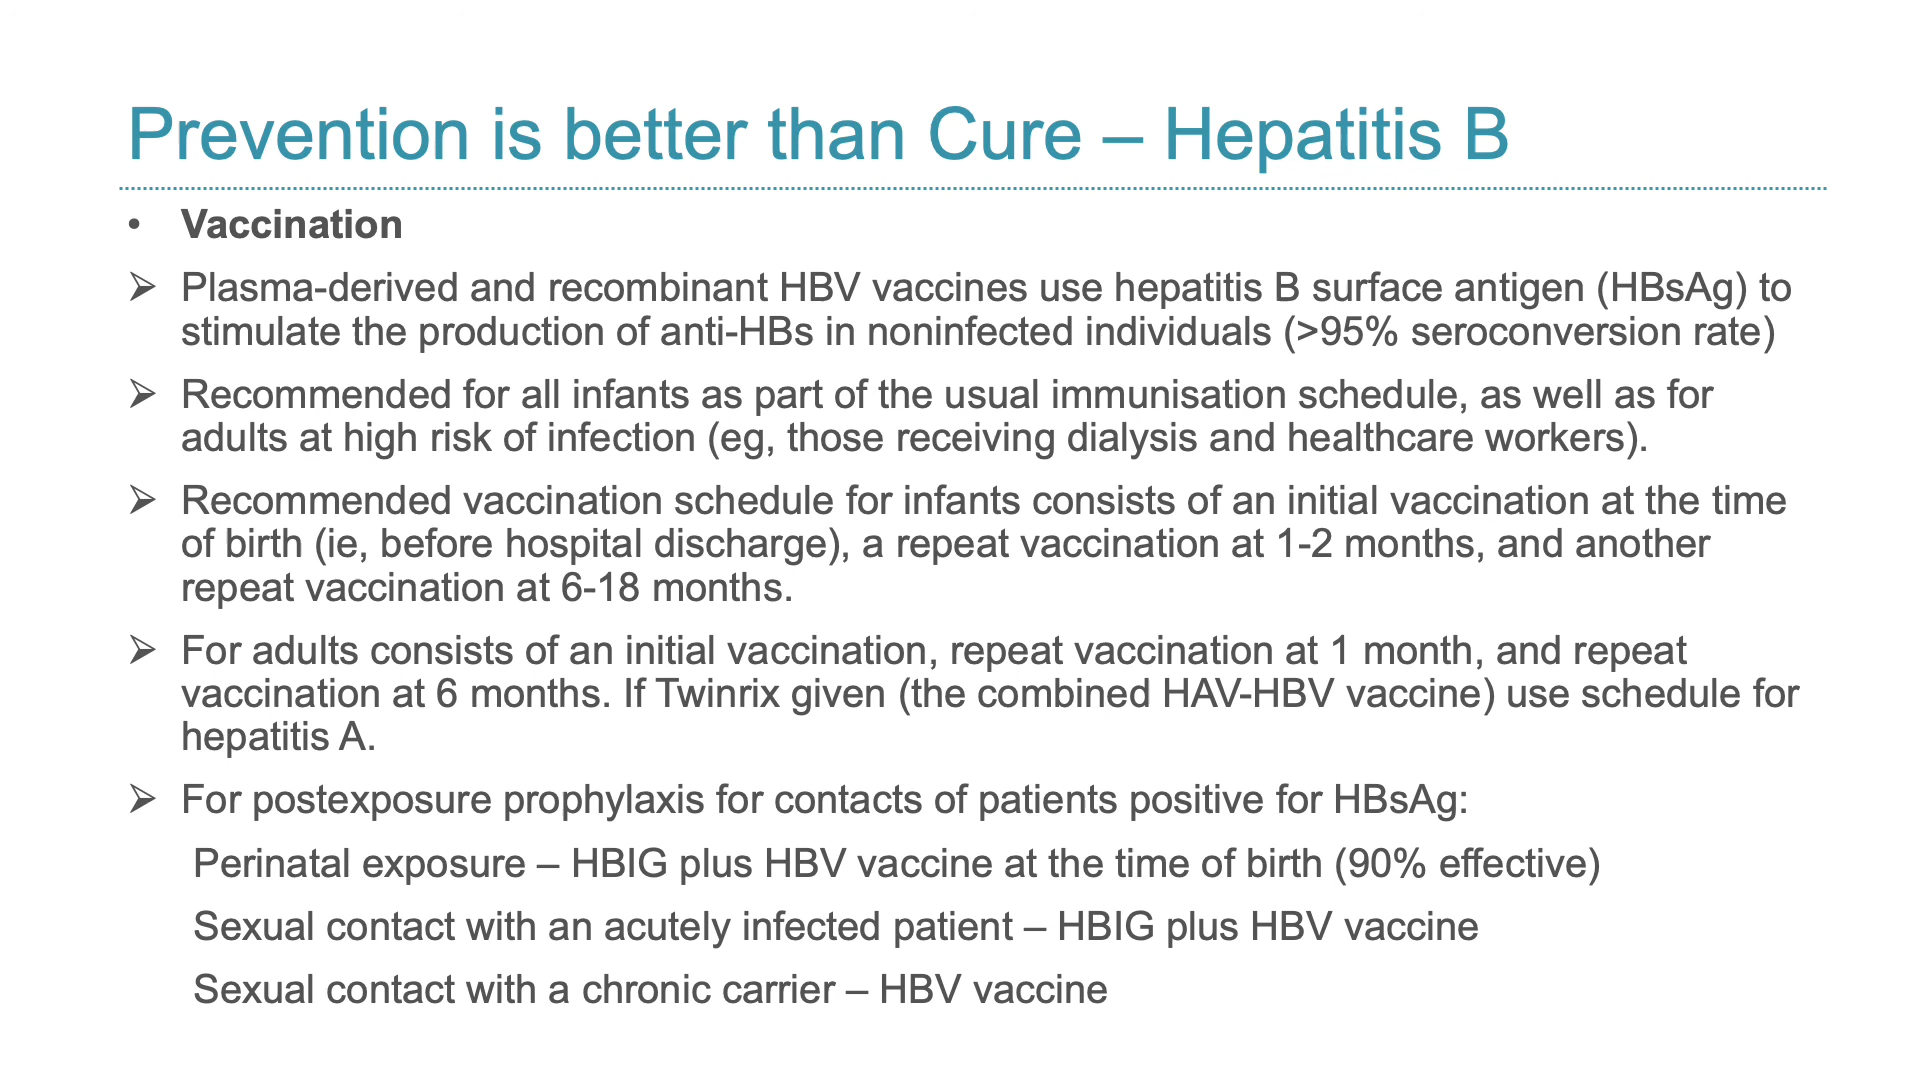 Prevention is better than Cure – Hepatitis B
• Vaccination
➢ Plasma-derived and recombinant HBV vaccines use hepatitis B surface antigen (HBsAg) to
stimulate the production of anti-HBs in noninfected individuals (>95% seroconversion rate)
➢ Recommended for all infants as part of the usual immunisation schedule, as well as for
adults at high risk of infection (eg, those receiving dialysis and healthcare workers).
➢ Recommended vaccination schedule for infants consists of an initial vaccination at the time
of birth (ie, before hospital discharge), a repeat vaccination at 1-2 months, and another
repeat vaccination at 6-18 months.
➢ For adults consists of an initial vaccination, repeat vaccination at 1 month, and repeat
vaccination at 6 months. If Twinrix given (the combined HAV-HBV vaccine) use schedule for
hepatitis A.
➢ For postexposure prophylaxis for contacts of patients positive for HBsAg:
Perinatal exposure – HBIG plus HBV vaccine at the time of birth (90% effective)
Sexual contact with an acutely infected patient – HBIG plus HBV vaccine
Sexual contact with a chronic carrier – HBV vaccine